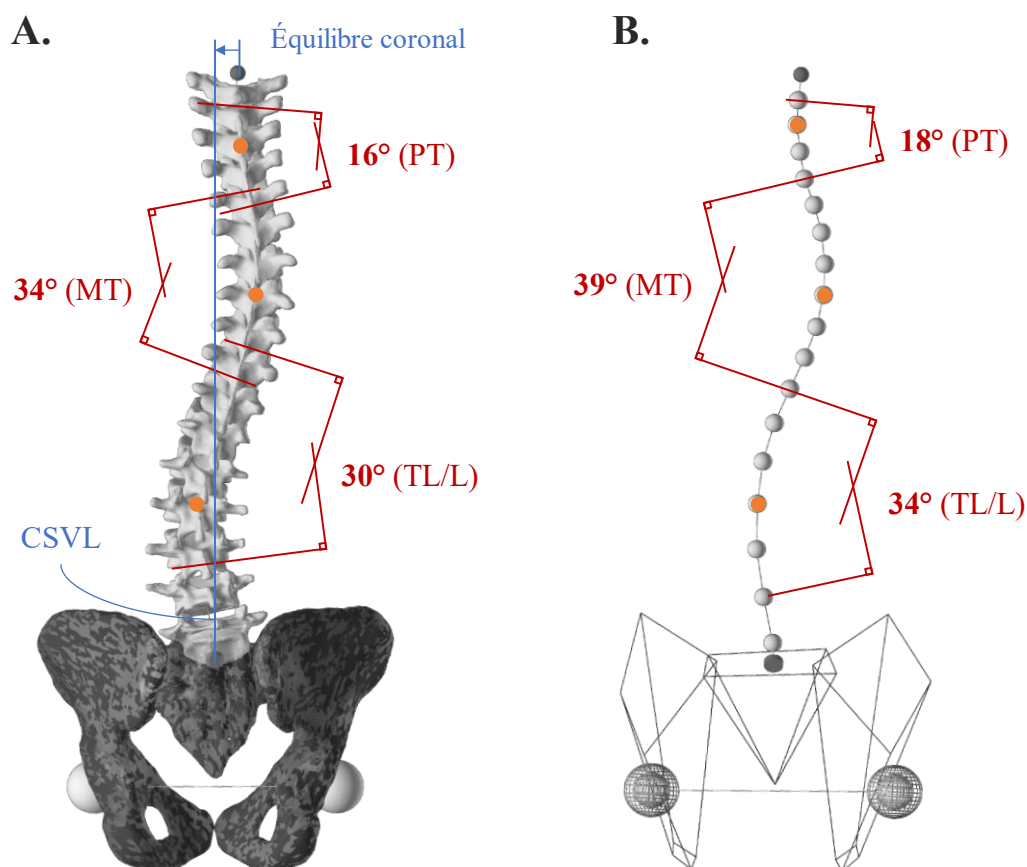 A.
Équilibre coronal
16° (PT)
34° (MT)
30° (TL/L)
CSVL
B.
18° (PT)
39° (MT)
34° (TL/L)